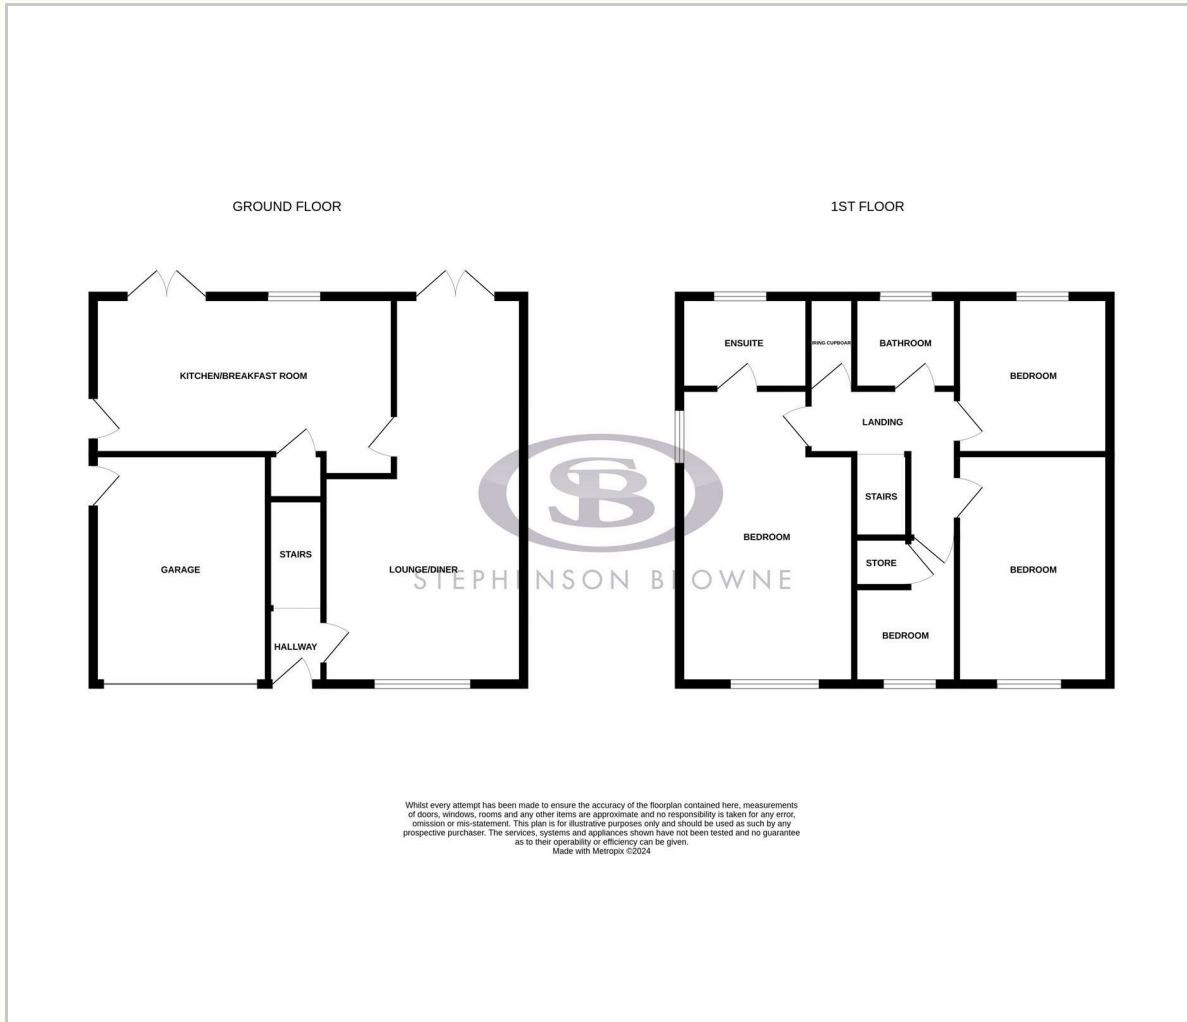 GROUND FLOOR
1ST FLOOR
KITCHEN/BREAKFAST ROOM
GARAGE
STAIRS
HALLWAY
LOUNGE/DINER
ENSUITE
IRING CUPBOAR
BATHROOM
BEDROOM
LANDING
STAIRS
BEDROOM
STORE
BEDROOM
BEDROOM
SB
STEPHENSON BROWNE
Whilst every attempt has been made to ensure the accuracy of the floorplan contained here, measurements
of doors, windows, rooms and any other items are approximate and no responsibility is taken for any error,
omission or mis-statement. This plan is for illustrative purposes only and should be used as such by any
prospective purchaser. The services, systems and appliances shown have not been tested and no guarantee
as to their operability or efficiency can be given.
Made with Metropix ©2024